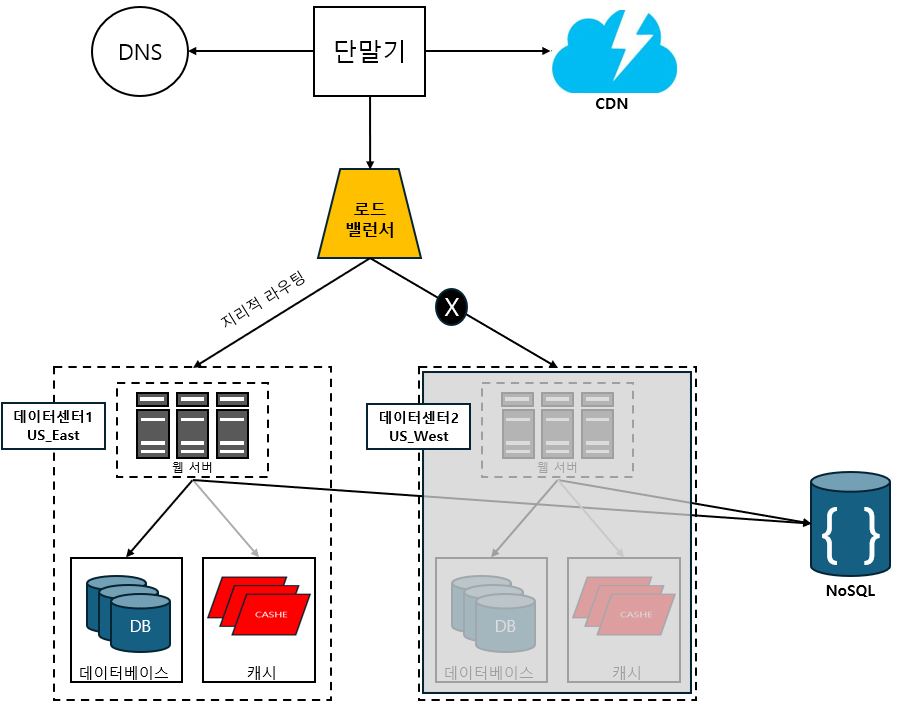 DNS
단말기
CDN
로드
밸런서
지리적 라우팅
X
데이터센터1
US_East
웹 서버
데이터센터2
US_West
웹 서버
{ }
NoSQL
DB
데이터베이스
CASHE
캐시
DB
데이터베이스
CASHE
캐시